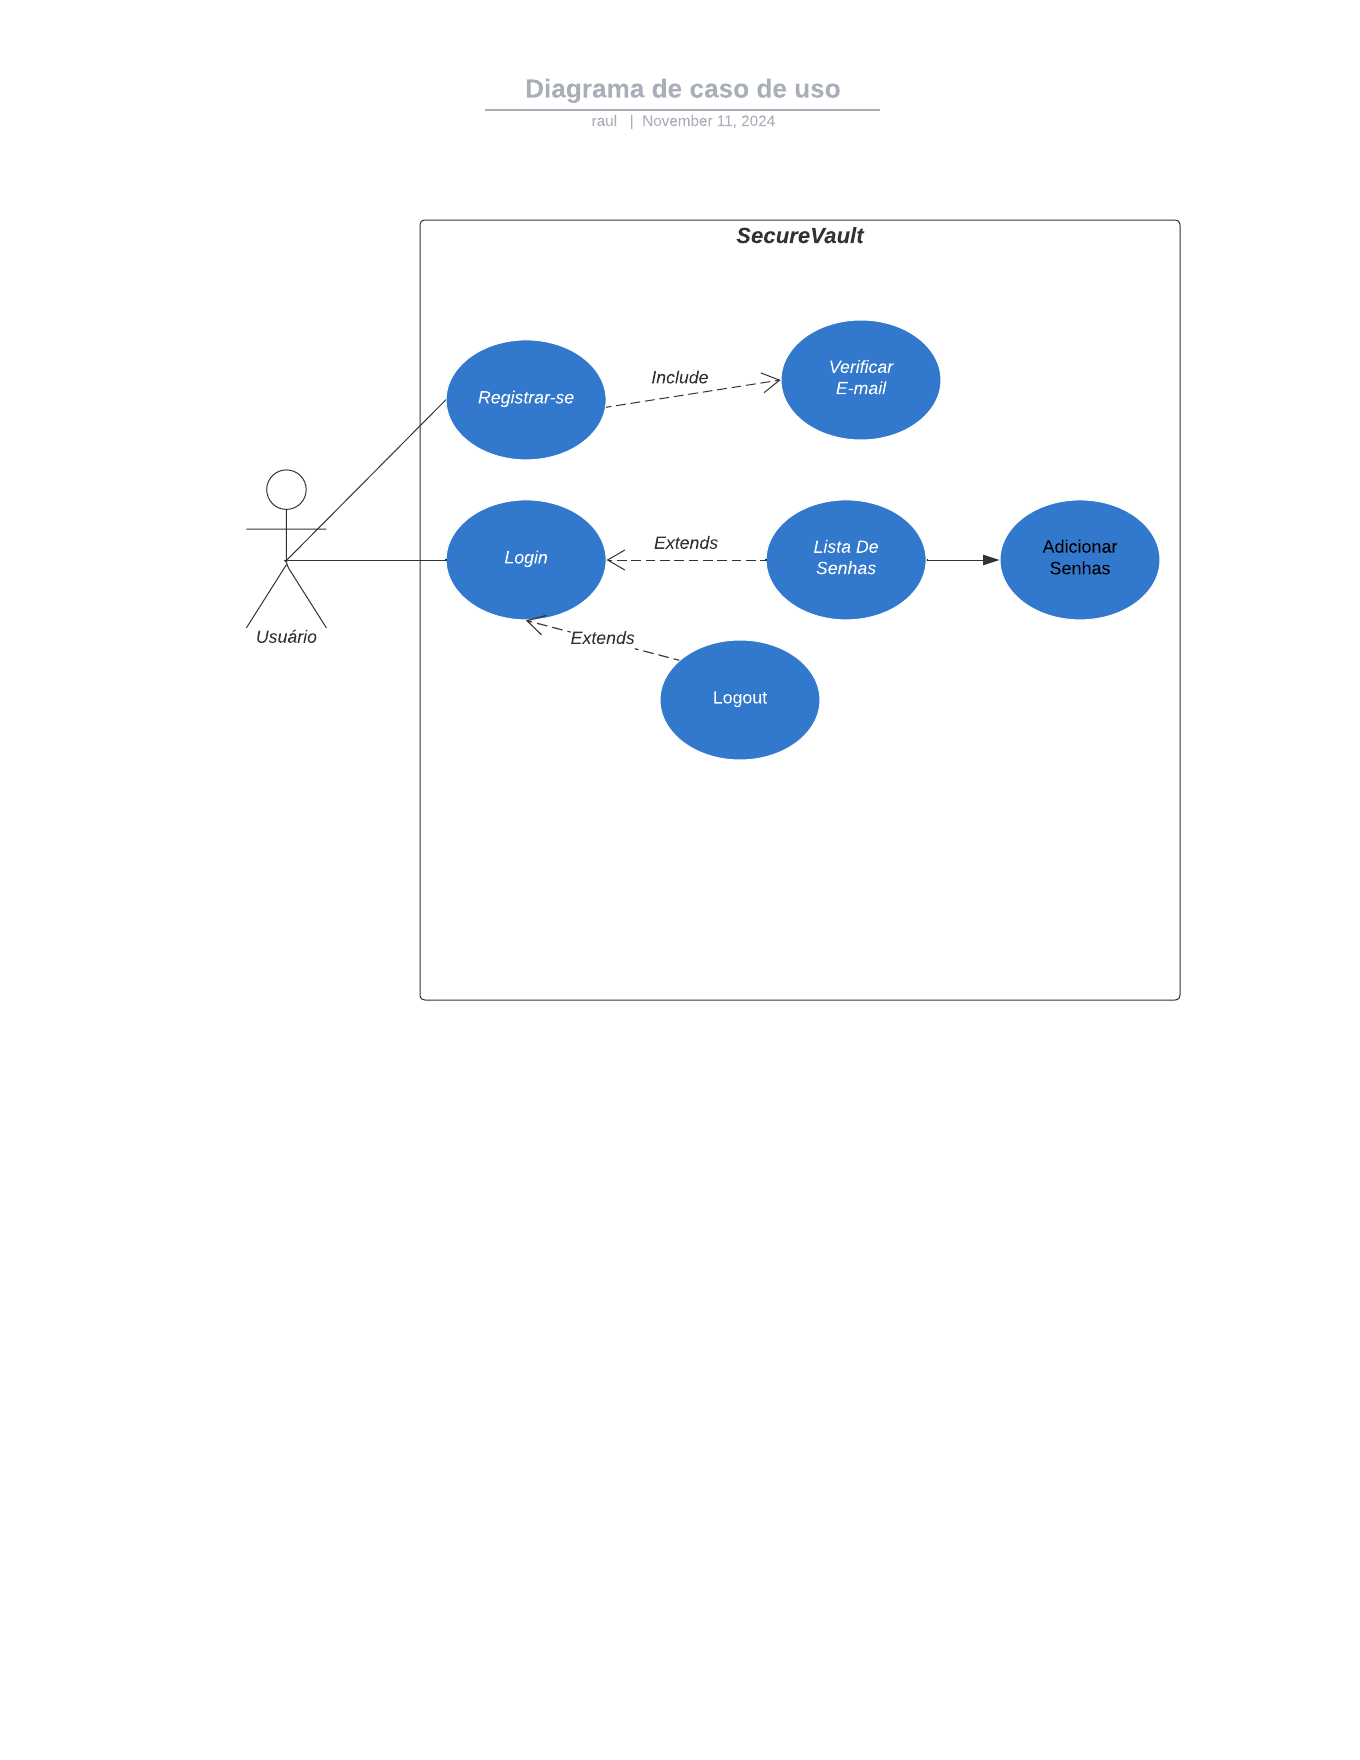 Diagrama de caso de uso
raul | November 11, 2024
SecureVault
Registrar-se
Include
Verificar
E-mail
Usuário
Login
Extends
Lista De
Senhas
Adicionar
Senhas
Extends
Logout